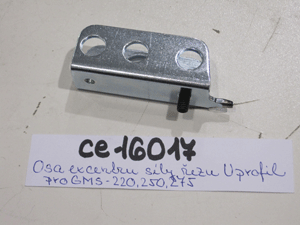 ce 16017
Osa excentru síly řezu Uprofil
pro GMS-220,250,275